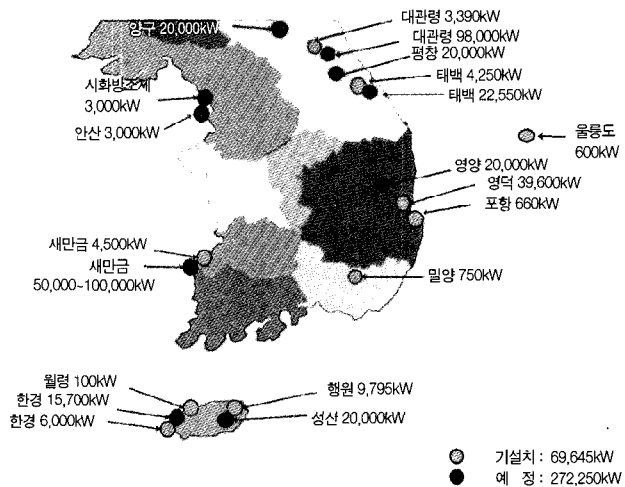 양구 20,000kW
대관령 3,390kW
대관령 98,000kW
평창 20,000kW
태백 4,250kW
태백 22,550kW
시화방조제
3,000kW
안산 3,000kW
울릉도
600kW
영양 20,000kW
영덕 39,600kW
포항 660kW
새만금 4,500kW
새만금
50,000~100,000kW
밀양 750kW
월령 100kW
한경 15,700kW
한경 6,000kW
행원 9,795kW
성산 20,000kW
기설치 : 69,645kW
예 정 : 272,250kW